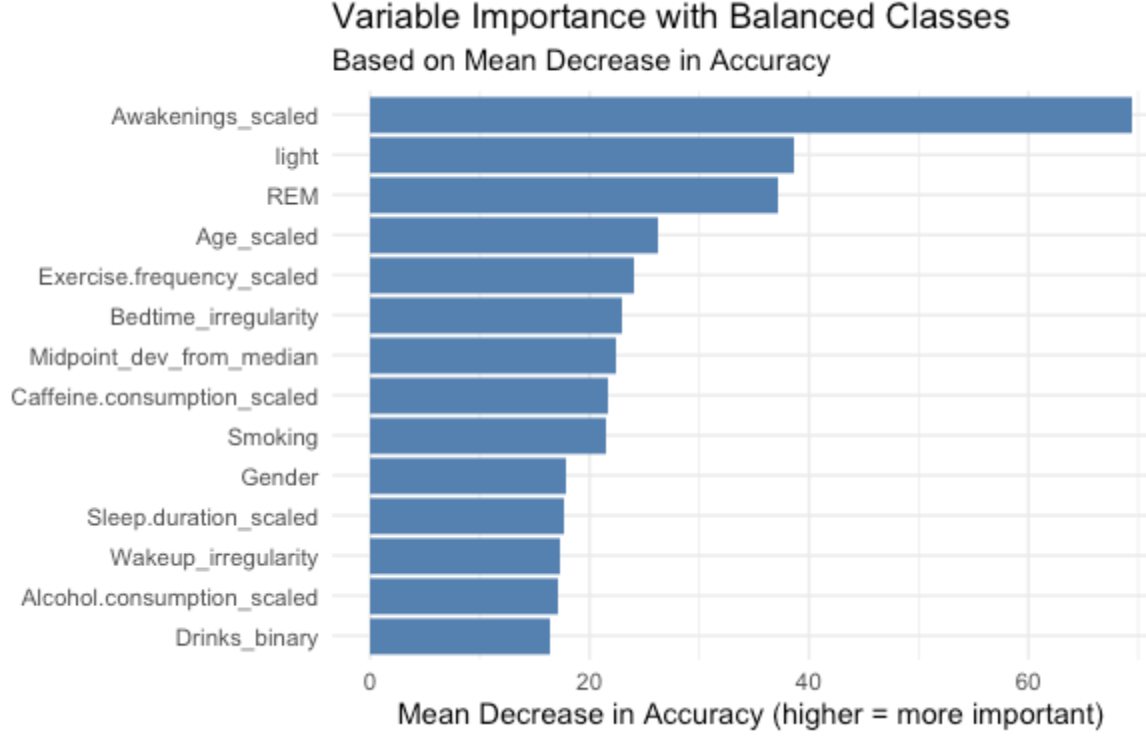 Variable Importance with Balanced Classes
Based on Mean Decrease in Accuracy
Awakenings_scaled
light
REM
Age_scaled
Exercise.frequency_scaled
Bedtime_irregularity
Midpoint_dev_from_median
Caffeine.consumption_scaled
Smoking
Gender
Sleep.duration_scaled
Wakeup_irregularity
Alcohol.consumption_scaled
Drinks_binary
0 20 40 60
Mean Decrease in Accuracy (higher = more important)